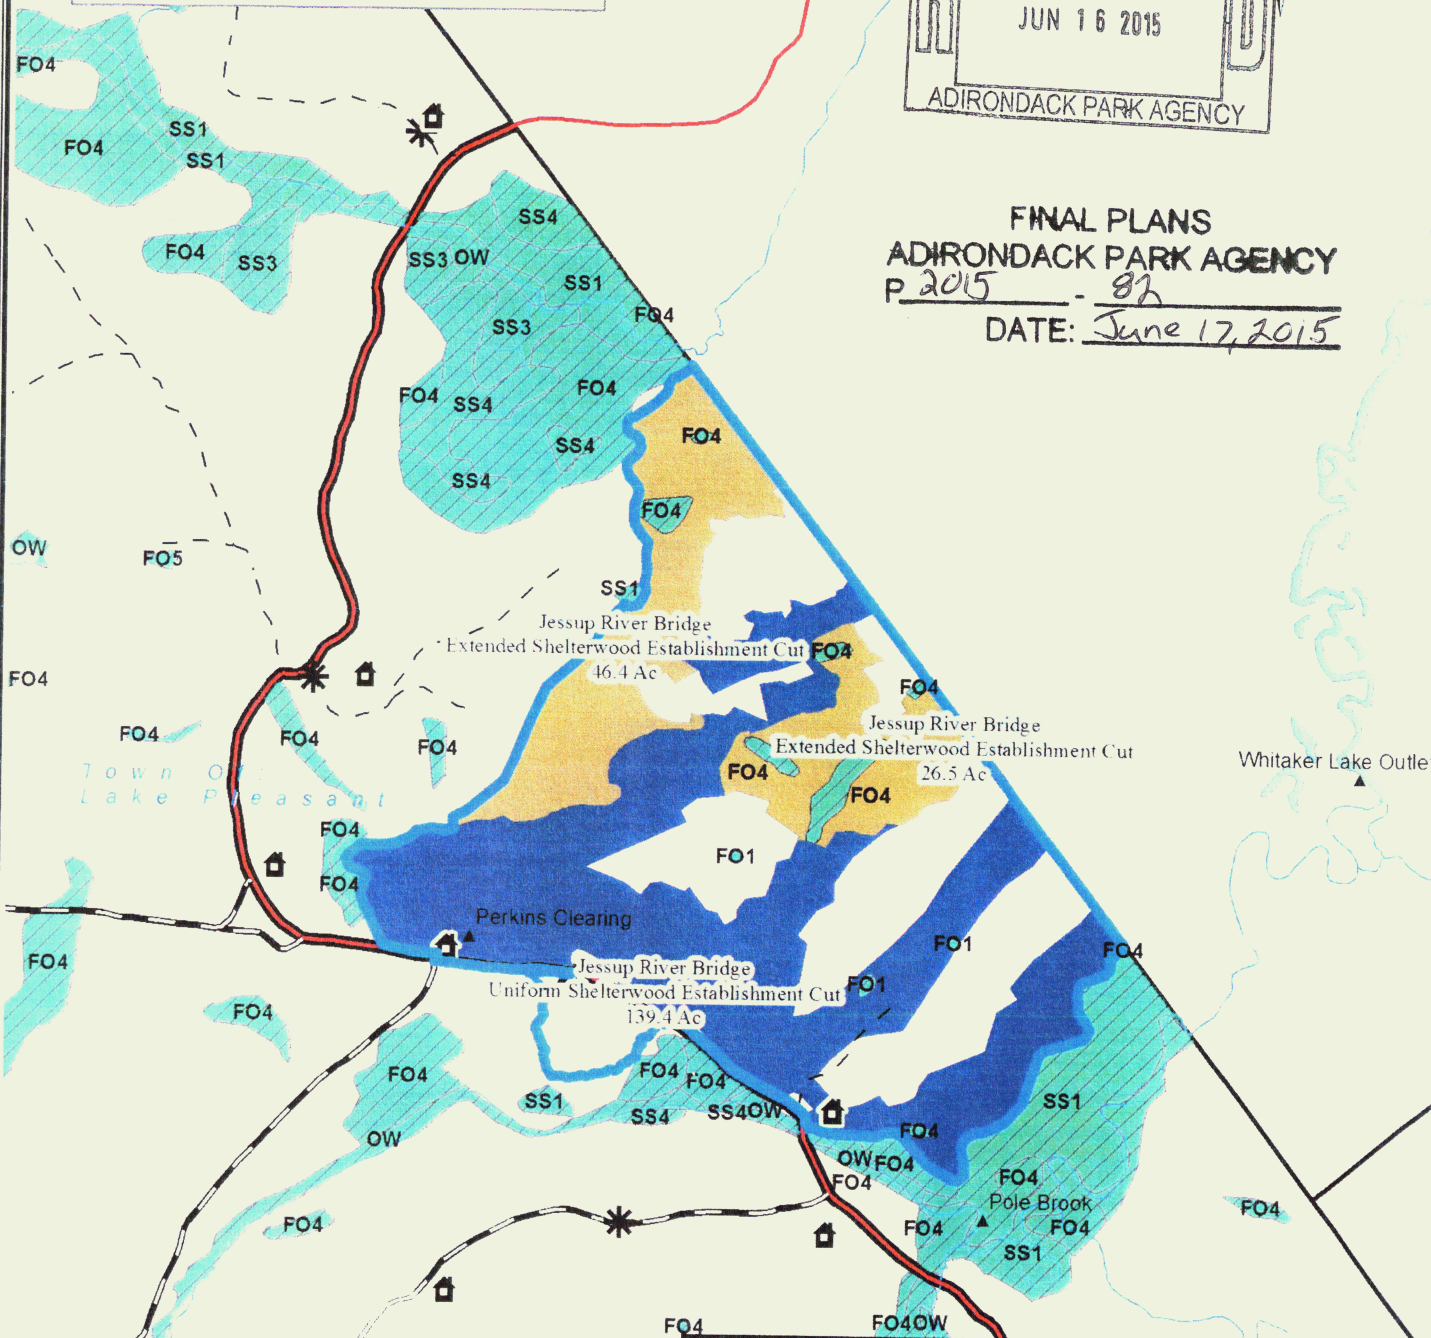 JUN 16 2015
ADIRONDACK PARK AGENCY
FINAL PLANS
ADIRONDACK PARK AGENCY
P 2015 - 82
DATE: June 17, 2015
FO4
FO4
SS1
SS1
FO4
SS3
SS4
SS3 OW
SS1
SS3
FO4
FO4
FO4
SS4
SS4
SS4
FO4
FO4
OW
FO5
SS1
Jessup River Bridge
Extended Shelterwood Establishment Cut
46.4 Ac
FO4
FO4
FO4
Jessup River Bridge
Extended Shelterwood Establishment Cut
26.5 Ac
FO4
FO4
FO4
FO4
FO4
Whitaker Lake Outle
Town Of
Lake Pleasant
FO4
FO4
FO1
Perkins Clearing
FO1
FO4
FO4
Jessup River Bridge
Uniform Shelterwood Establishment Cut
139.4 Ac
FO1
FO4
FO4
FO4
FO4
SS1
SS4
SS4OW
SS1
OW
FO4
OW
FO4
FO4
FO4
Pole Brook
FO4
FO4
FO4
FO4
SS1
FO4
FO4OW